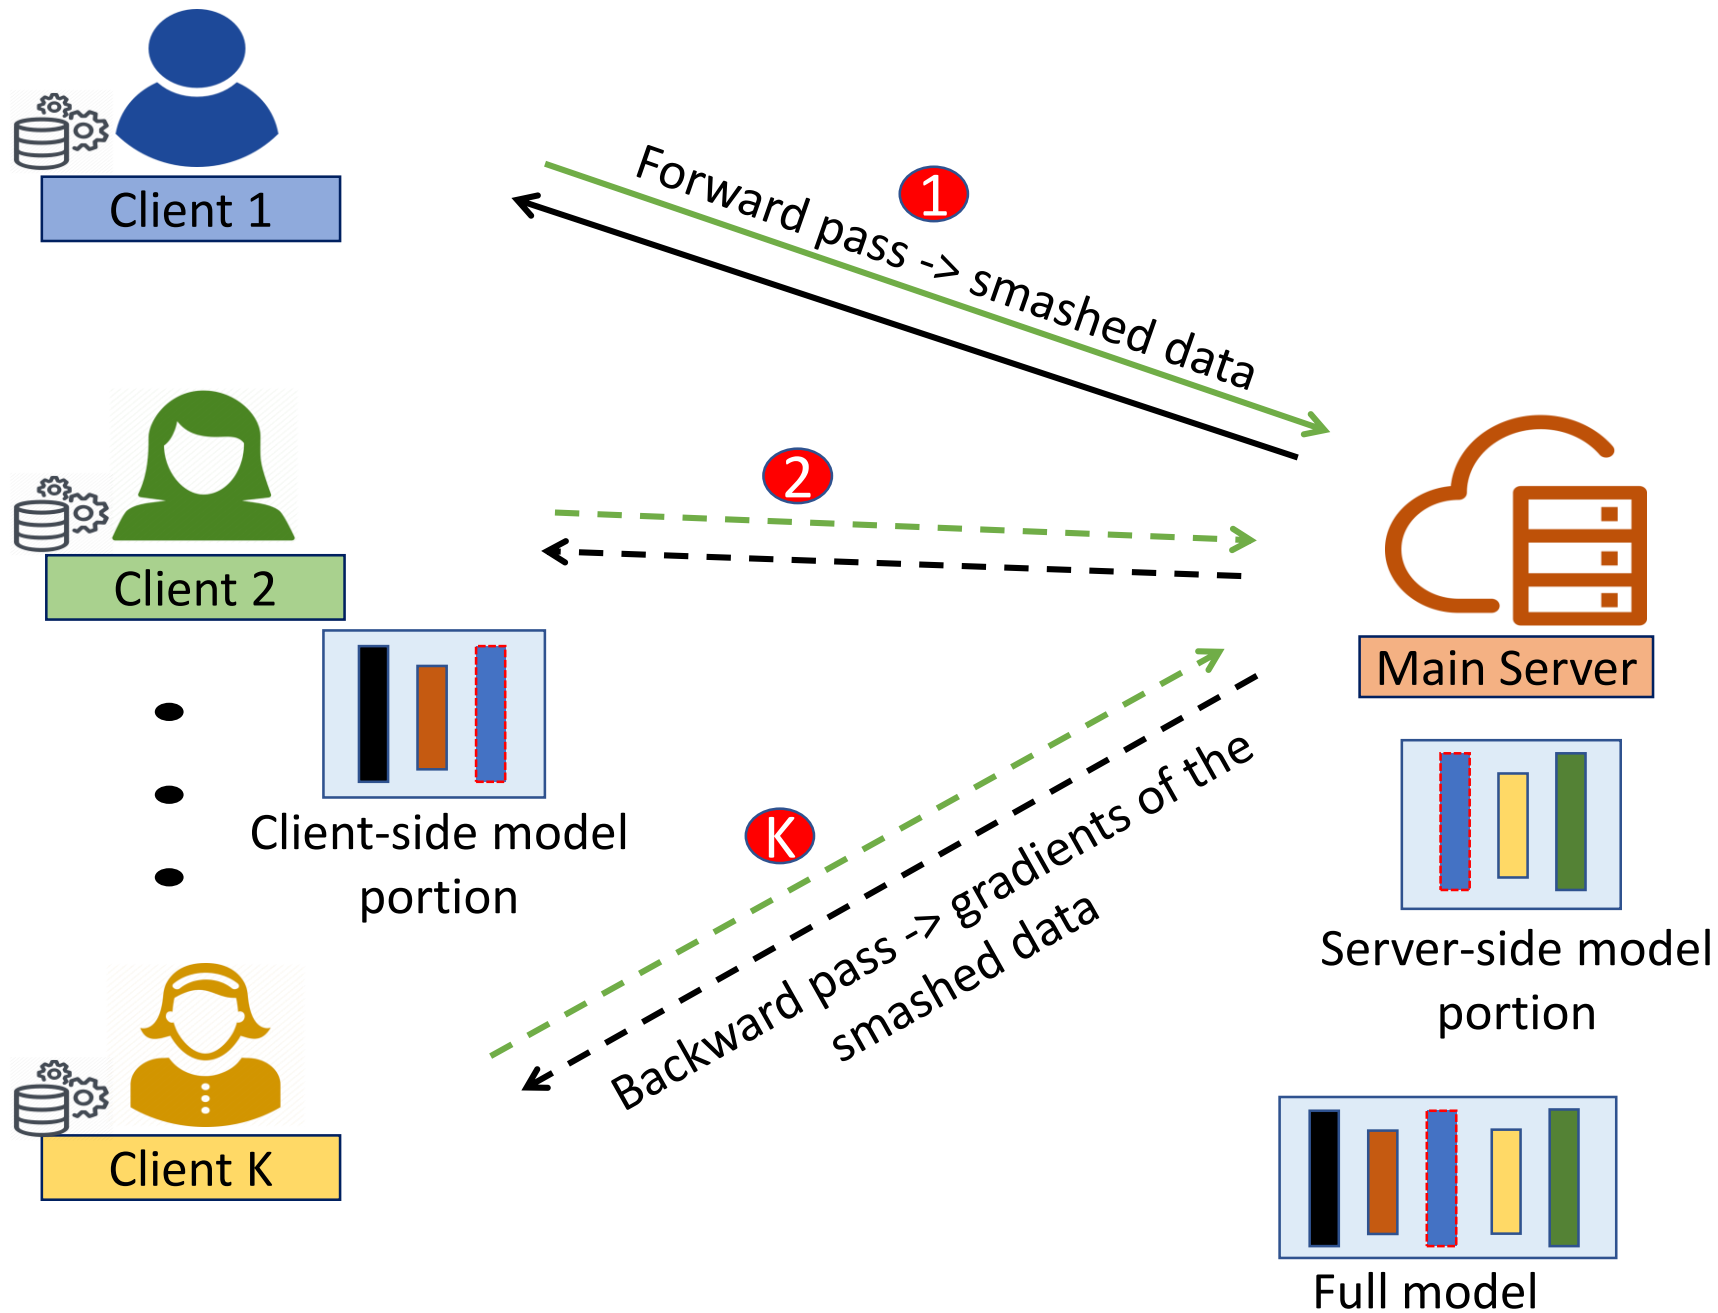 Client 1
1
Forward pass -> smashed data
2
Client 2
Main Server
Client-side model
portion
K
Backward pass -> gradients of the
smashed data
Server-side model
portion
Client K
Full model